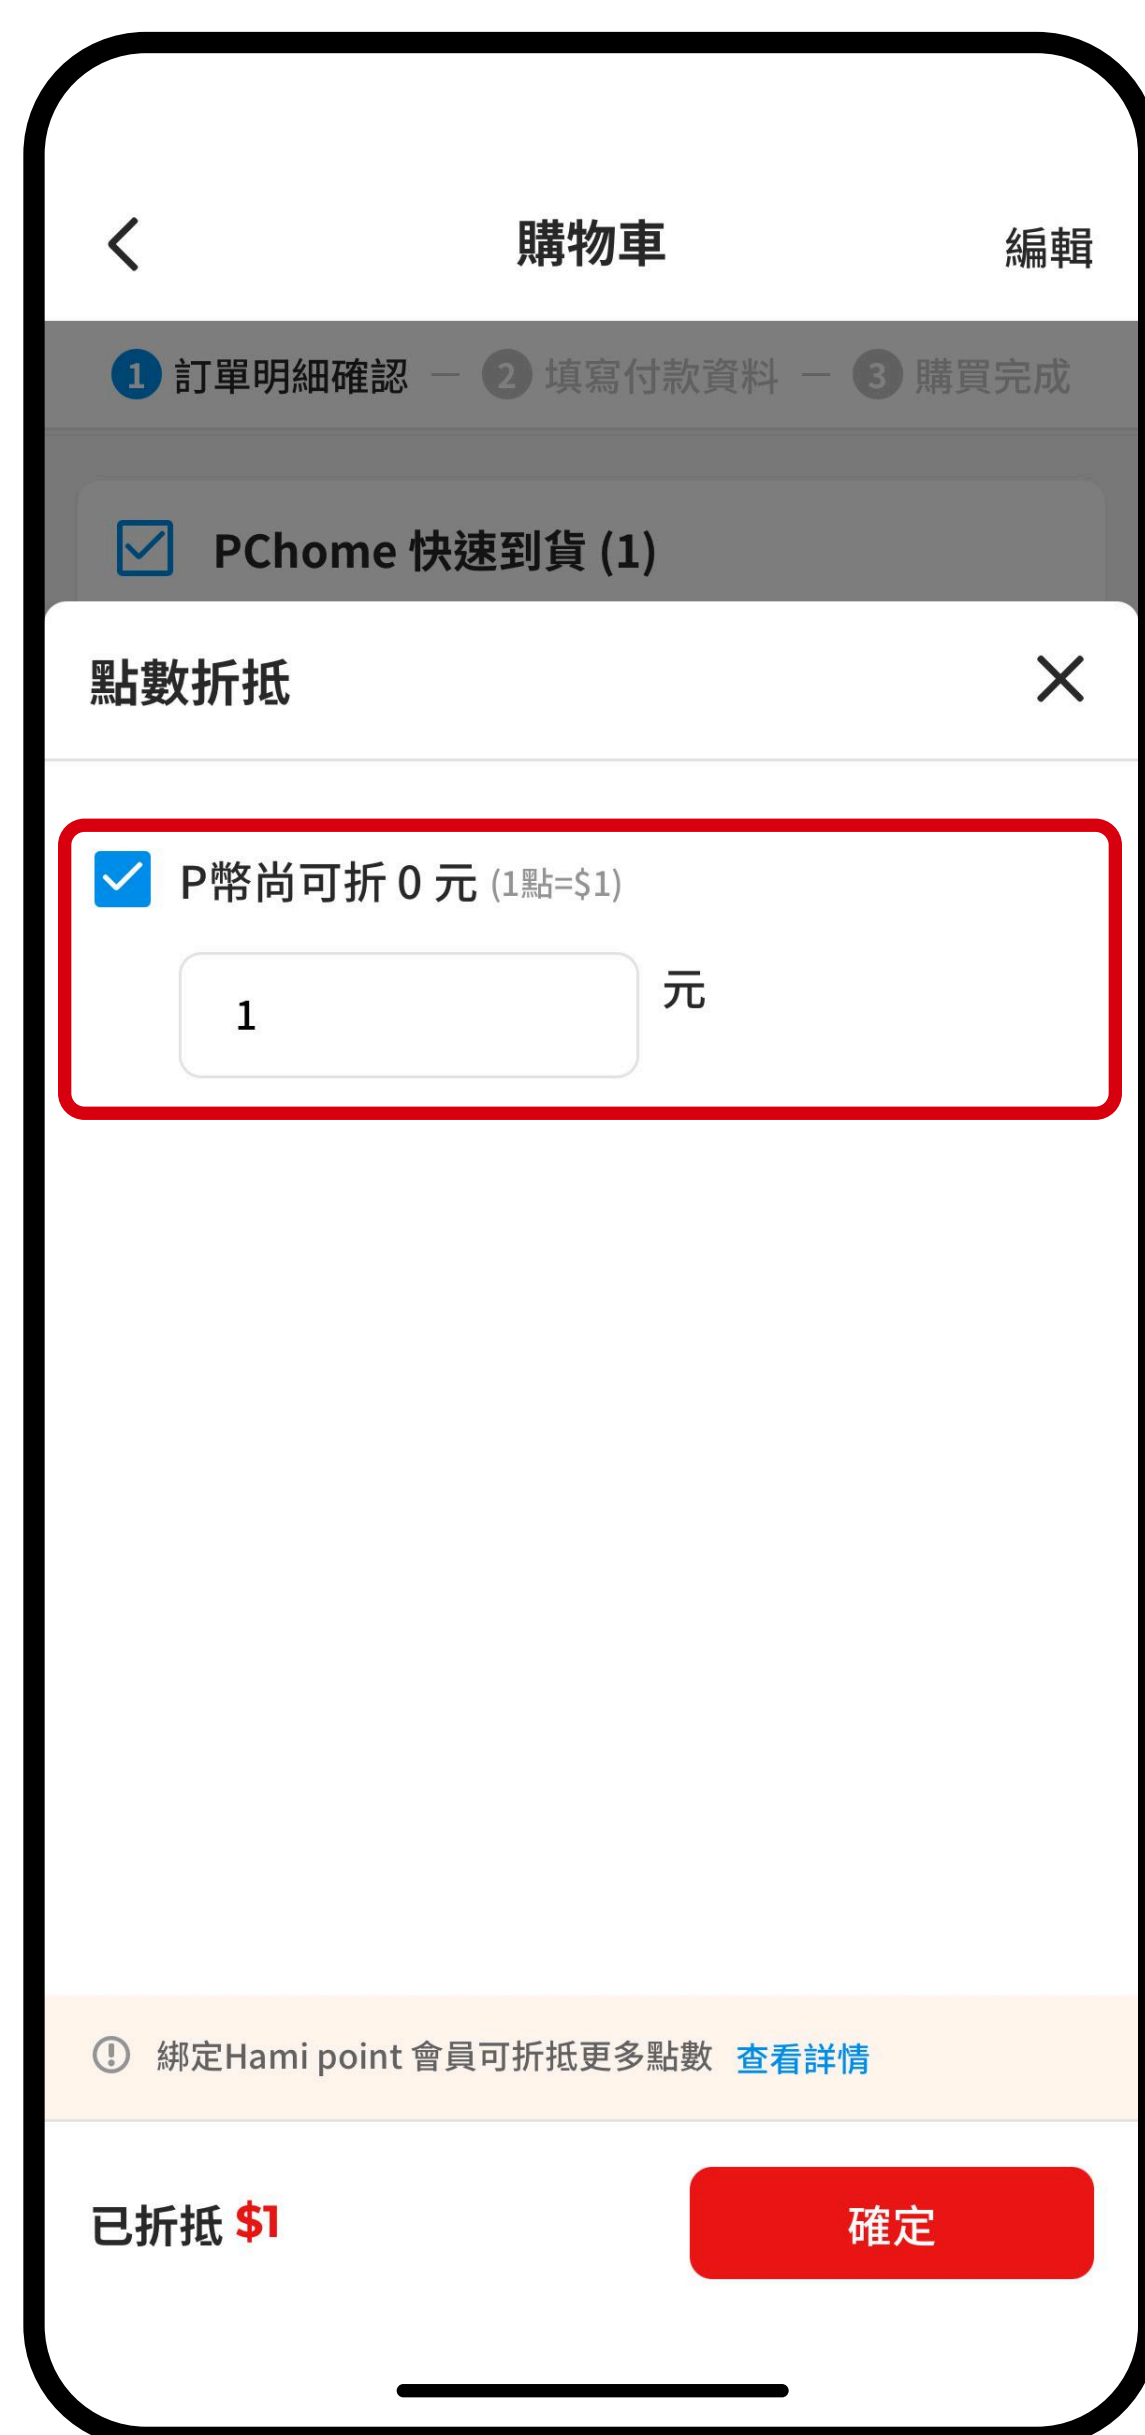 購物車
編輯
1 訂單明細確認 — 2 填寫付款資料 — 3 購買完成
PChome 快速到貨 (1)
點數折抵
P幣尚可折 0 元 (1點=$1)
1 元
綁定Hami point 會員可折抵更多點數 查看詳情
已折抵 $1
確定